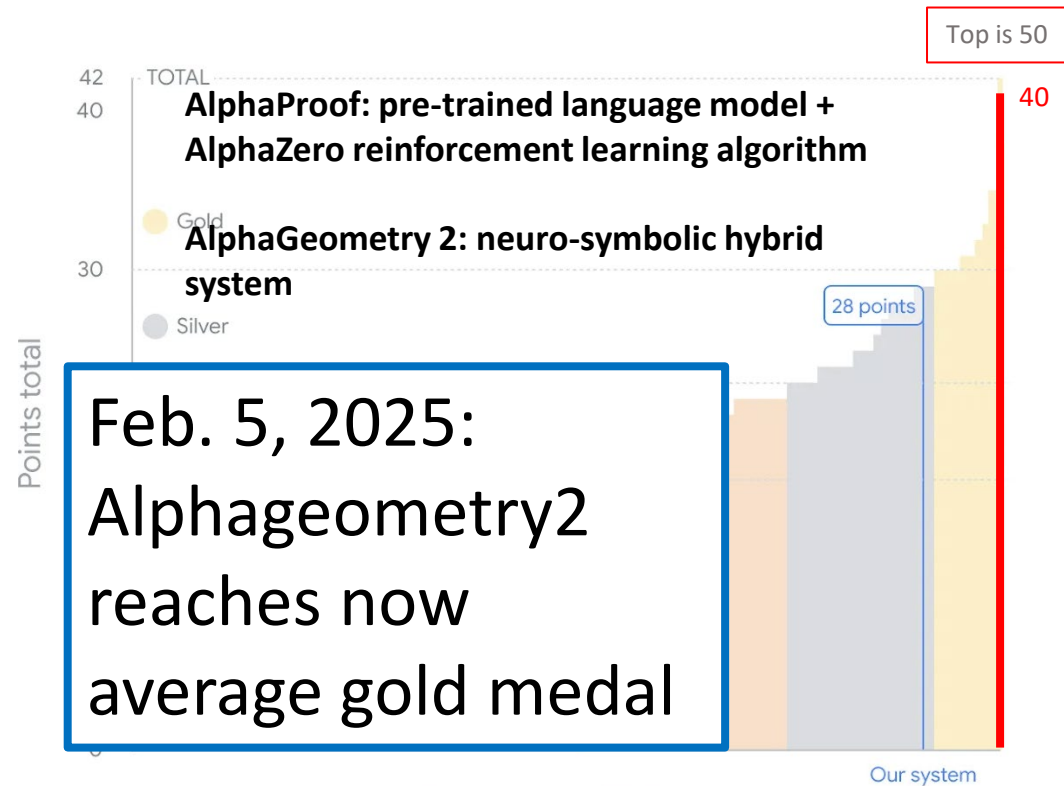 Top is 50
42
TOTAL
40
40
AlphaProof: pre-trained language model +
AlphaZero reinforcement learning algorithm
Gold
AlphaGeometry 2: neuro-symbolic hybrid
system
30
28 points
Silver
Points total
Feb. 5, 2025:
Alphageometry2
reaches now
average gold medal
Our system